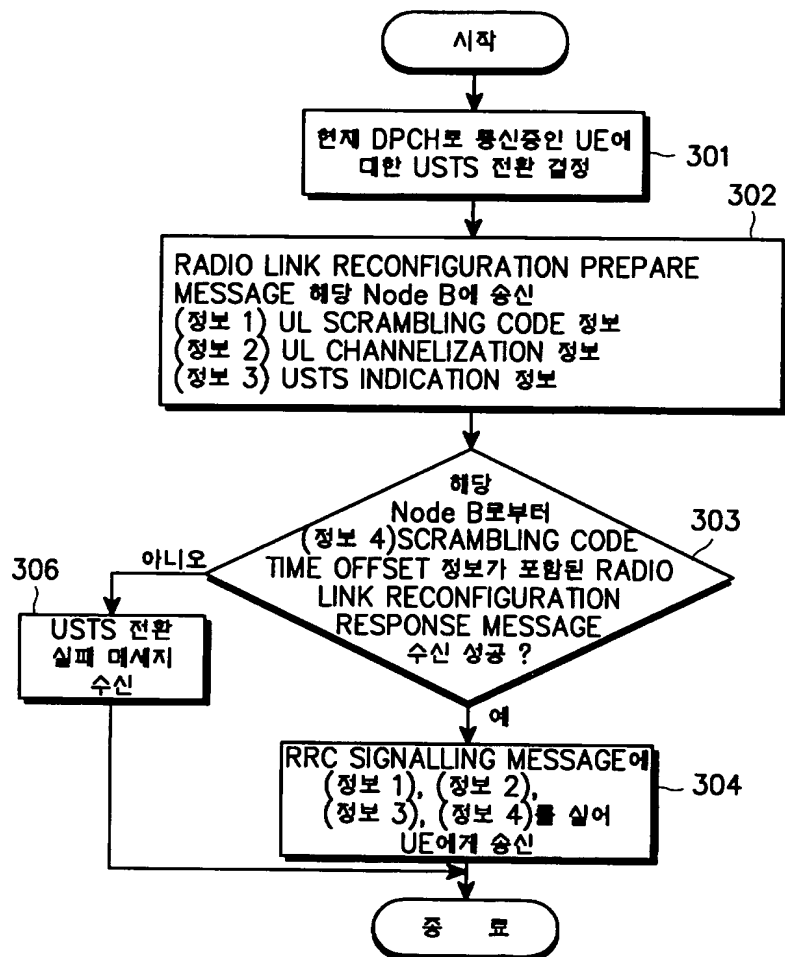 시작
현재 DPCH로 통신중인 UE에
대한 USTS 전환 결정
301
302
RADIO LINK RECONFIGURATION PREPARE
MESSAGE 해당 Node B에 송신
(정보 1) UL SCRAMBLING CODE 정보
(정보 2) UL CHANNELIZATION 정보
(정보 3) USTS INDICATION 정보
해당
Node B로부터
(정보 4)SCRAMBLING CODE
TIME OFFSET 정보가 포함된 RADIO
LINK RECONFIGURATION
RESPONSE MESSAGE
수신 성공 ?
303
아니오
306
USTS 전환
실패 메세지
수신
예
RRC SIGNALLING MESSAGE에
(정보 1), (정보 2),
(정보 3), (정보 4)를 실어
UE에게 송신
304
종 료